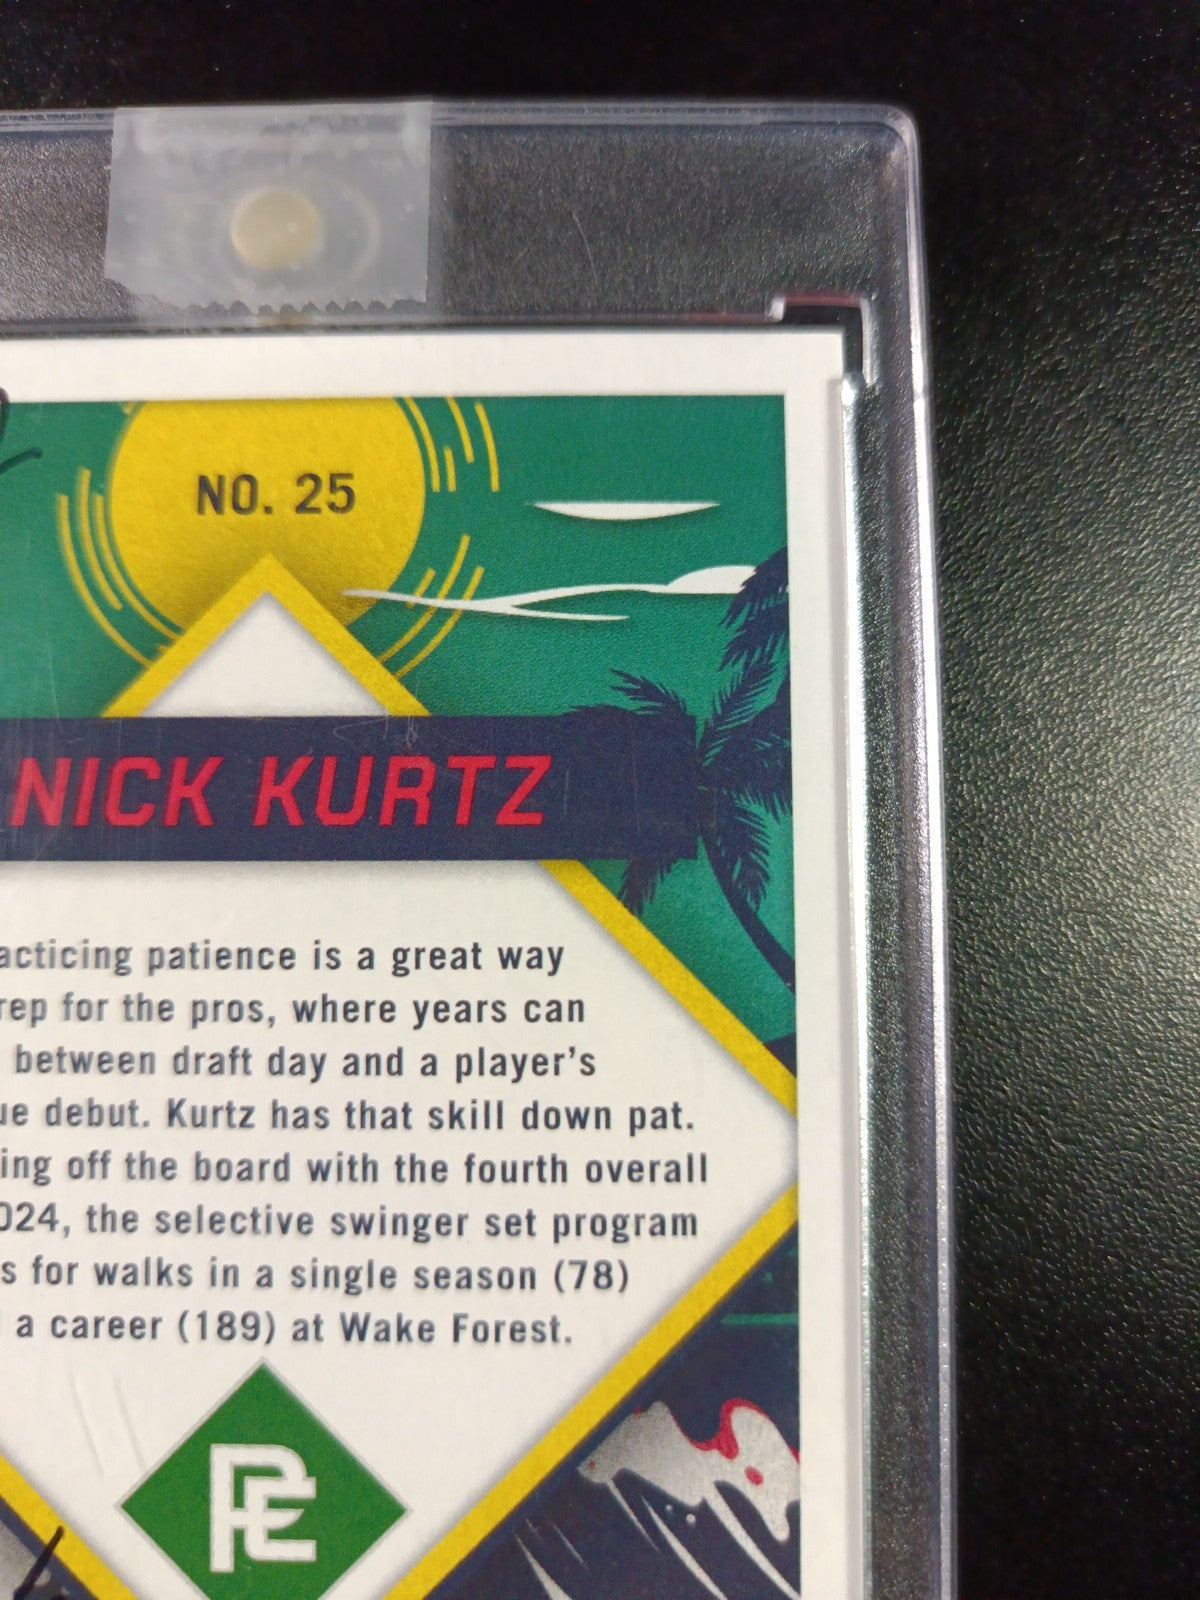 NO. 25
NICK KURTZ
acticing patience is a great way
rep for the pros, where years can
between draft day and a player's
ue debut. Kurtz has that skill down pat.
ing off the board with the fourth overall
024, the selective swinger set program
s for walks in a single season (78)
a career (189) at Wake Forest.
PE